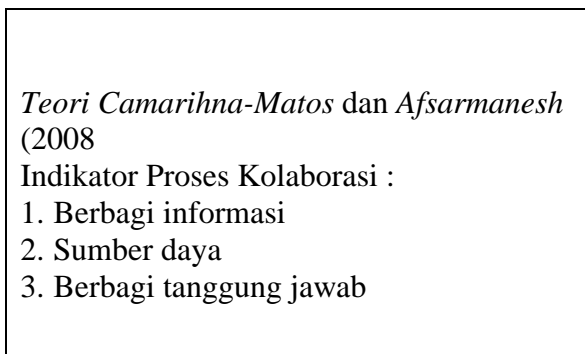 Teori Camarihna-Matos dan Afsarmanesh
(2008
Indikator Proses Kolaborasi :
1. Berbagi informasi
2. Sumber daya
3. Berbagi tanggung jawab